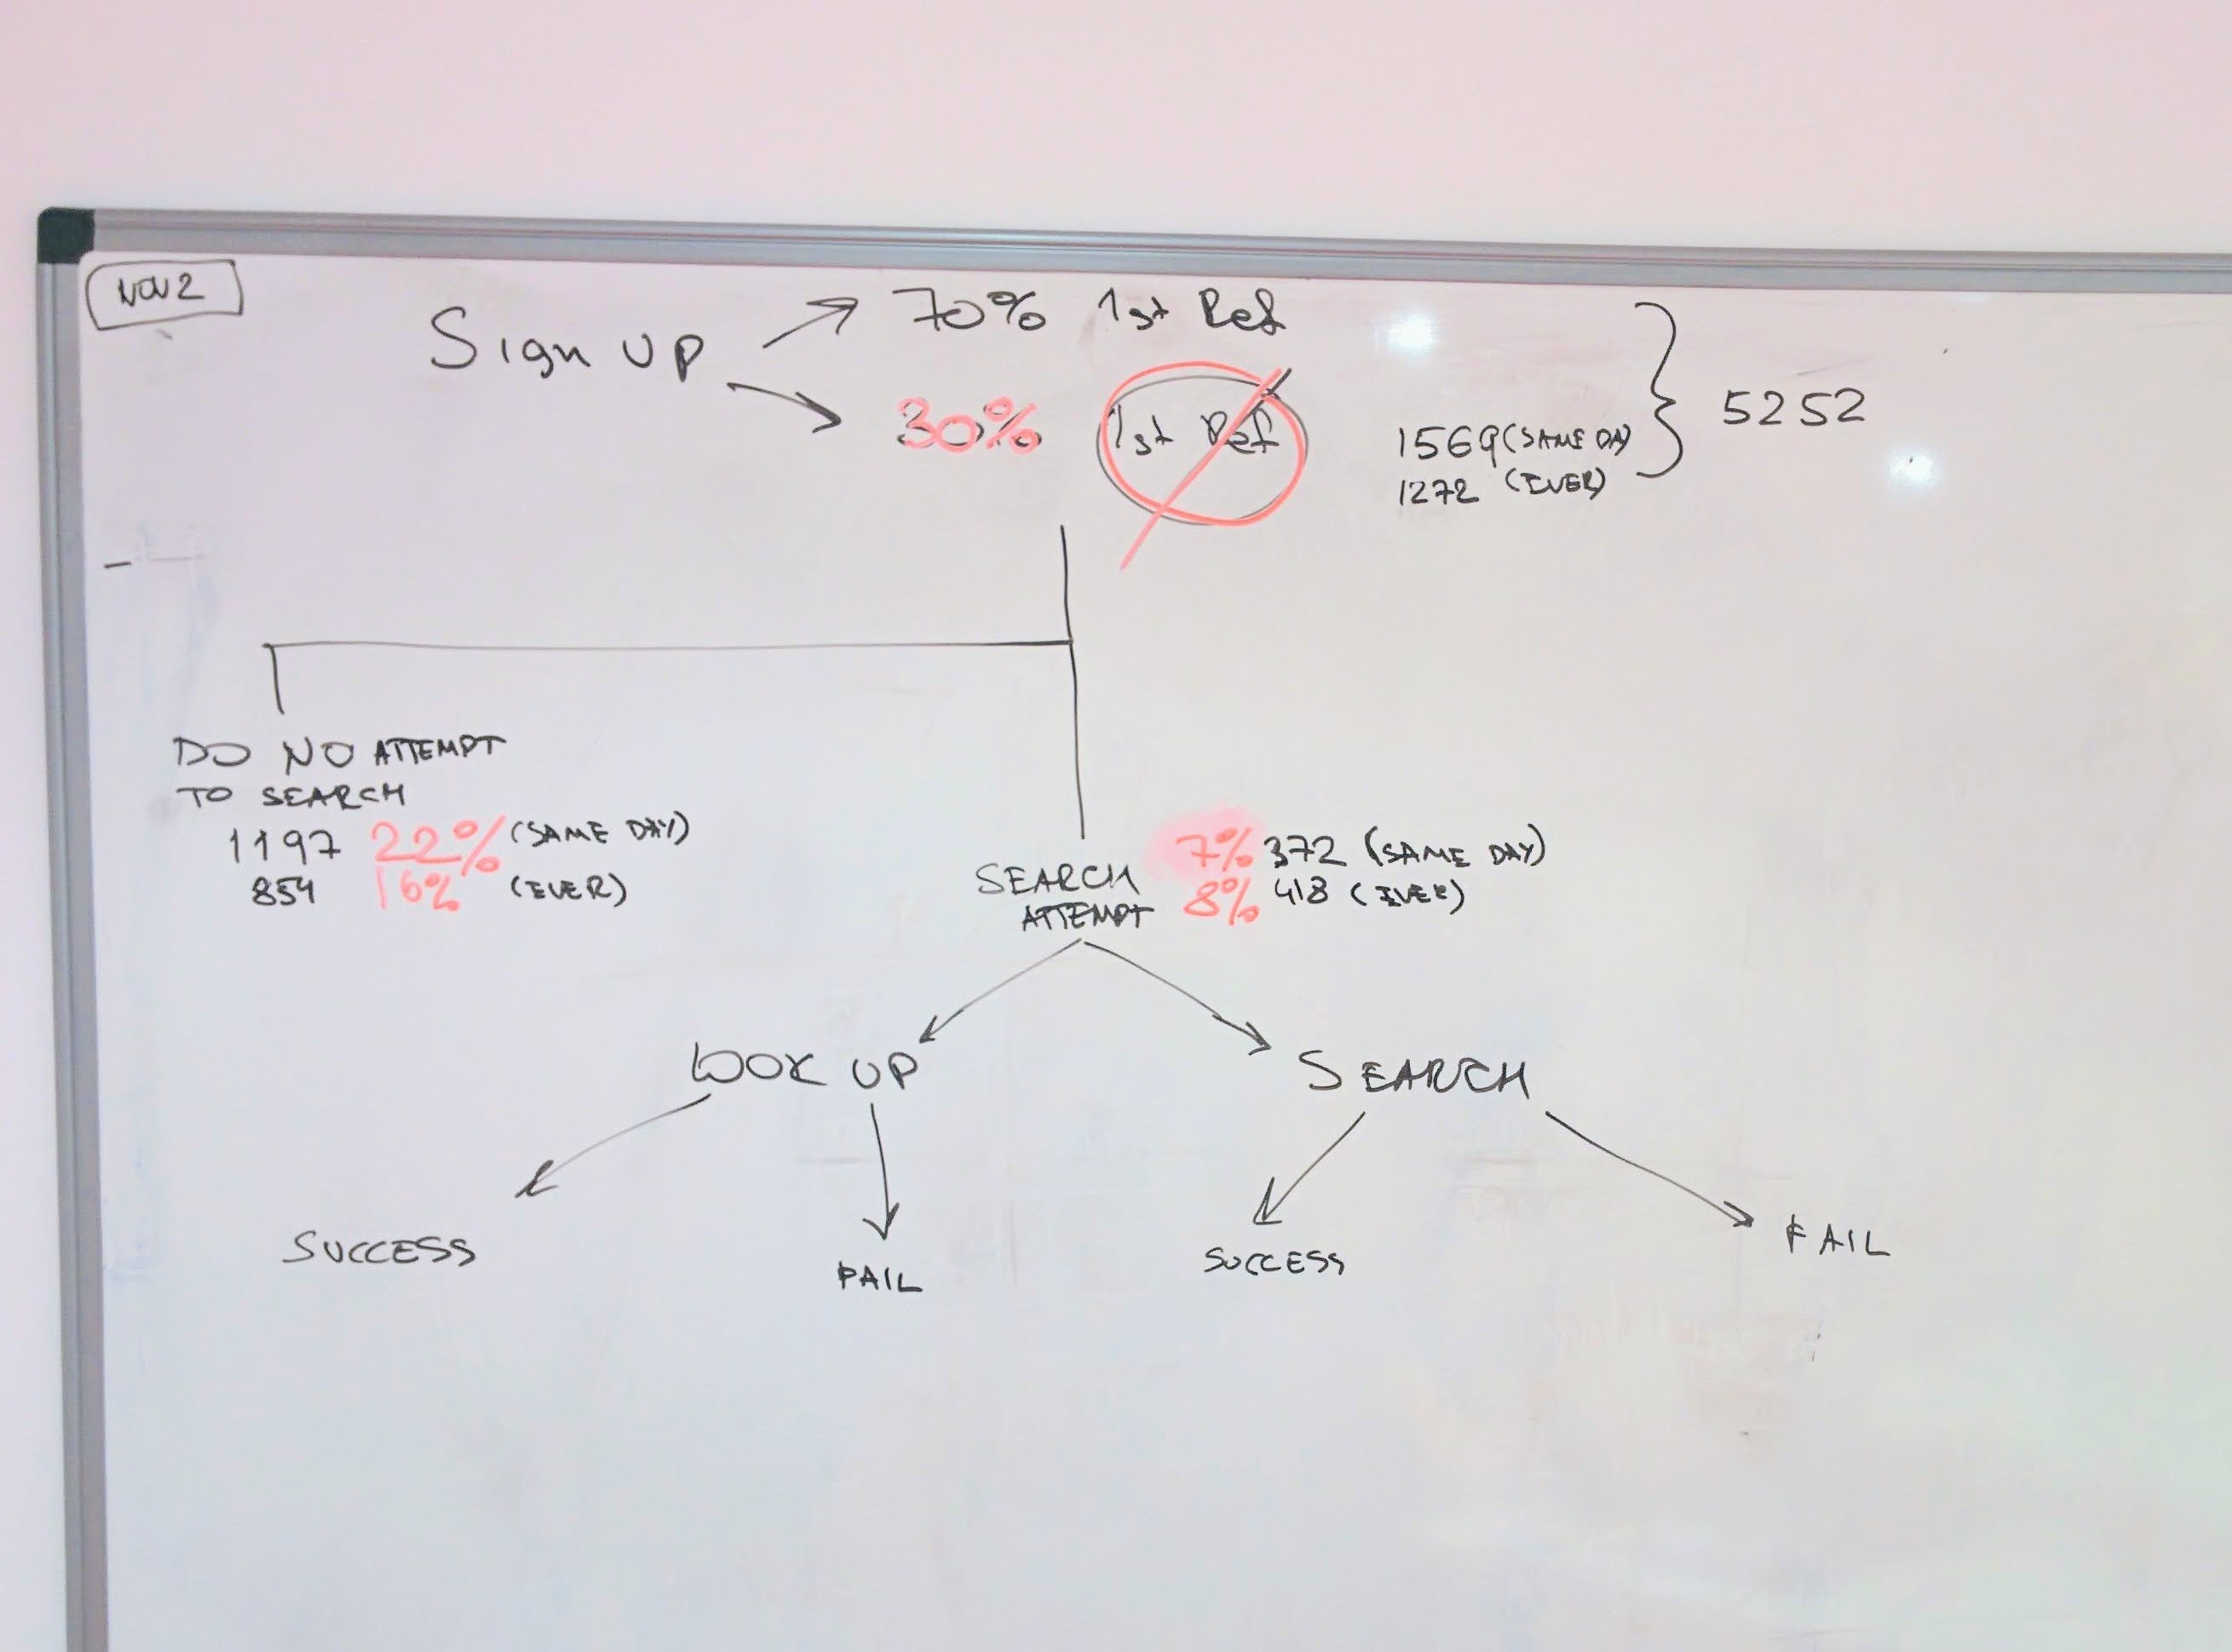 NOV 2
Sign up
70% 1st Ref
30% 1st Ref
1569 (SAME DAY)
1272 (EVER)
5252
DO NO ATTEMPT
TO SEARCH
1197 22% (SAME DAY)
854 16% (EVER)
SEARCH
ATTEMPT
7% 372 (SAME DAY)
8% 418 (EVER)
LOOK UP
SEARCH
SUCCESS
FAIL
SUCCESS
FAIL